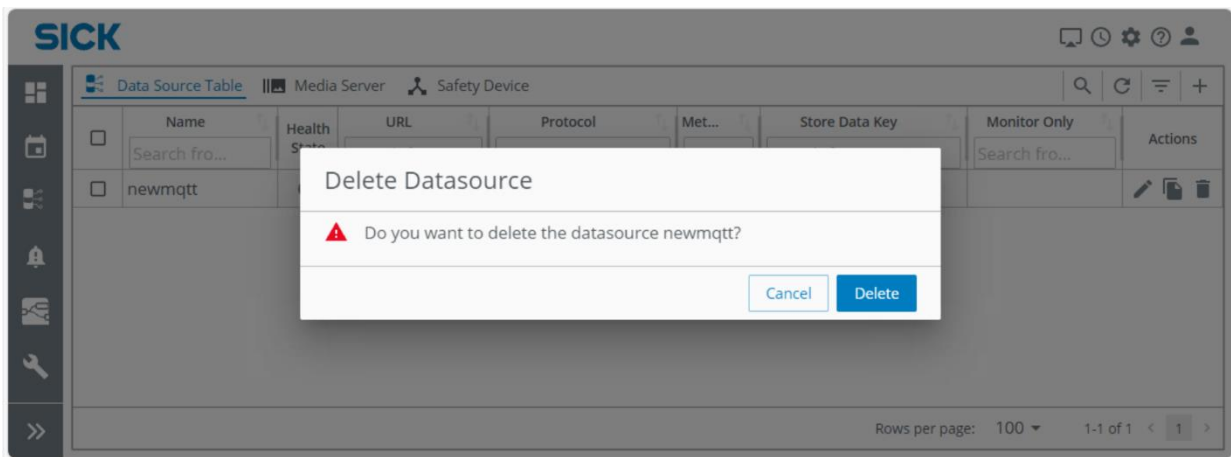 SICK
Data Source Table Media Server Safety Device
Name Health State URL Protocol Met... Store Data Key Monitor Only Actions
Search fro... Search fro...
newmqtt
Delete Datasource
Do you want to delete the datasource newmqtt?
Cancel Delete
Rows per page: 100 1-1 of 1 < 1 >